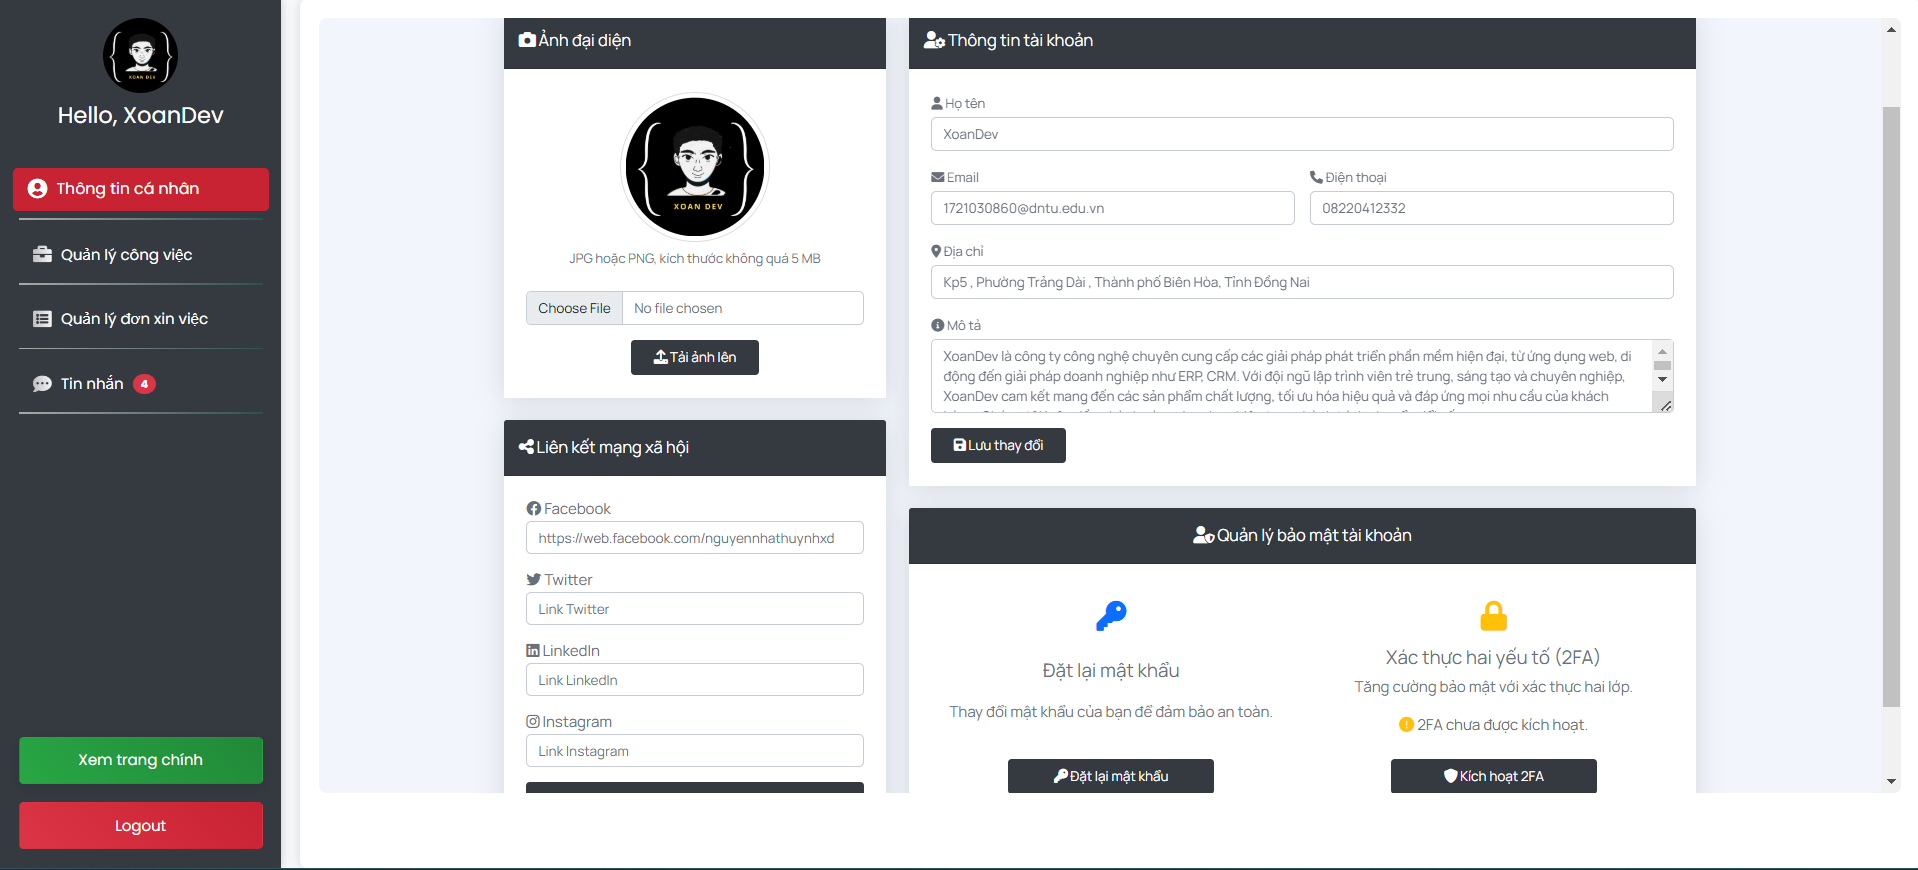 XOAN DEV
Hello, XoanDev
Thông tin cá nhân
Quản lý công việc
Quản lý đơn xin việc
Tin nhắn 4
Xem trang chính
Logout
Ảnh đại diện
XOAN DEV
JPG hoặc PNG, kích thước không quá 5 MB
Choose File No file chosen
Tải ảnh lên
Liên kết mạng xã hội
Facebook
https://web.facebook.com/nguyennhathuynhxd
Twitter
Link Twitter
LinkedIn
Link LinkedIn
Instagram
Link Instagram
Thông tin tài khoản
Họ tên
XoanDev
Email
1721030860@dntu.edu.vn
Điện thoại
08220412332
Địa chỉ
Kp5 , Phường Trảng Dài , Thành phố Biên Hòa, Tỉnh Đồng Nai
Mô tả
XoanDev là công ty công nghệ chuyên cung cấp các giải pháp phát triển phần mềm hiện đại, từ ứng dụng web, di
động đến giải pháp doanh nghiệp như ERP, CRM. Với đội ngũ lập trình viên trẻ trung, sáng tạo và chuyên nghiệp,
XoanDev cam kết mang đến các sản phẩm chất lượng, tối ưu hóa hiệu quả và đáp ứng mọi nhu cầu của khách
Lưu thay đổi
Quản lý bảo mật tài khoản
Đặt lại mật khẩu
Thay đổi mật khẩu của bạn để đảm bảo an toàn.
Đặt lại mật khẩu
Xác thực hai yếu tố (2FA)
Tăng cường bảo mật với xác thực hai lớp.
2FA chưa được kích hoạt.
Kích hoạt 2FA